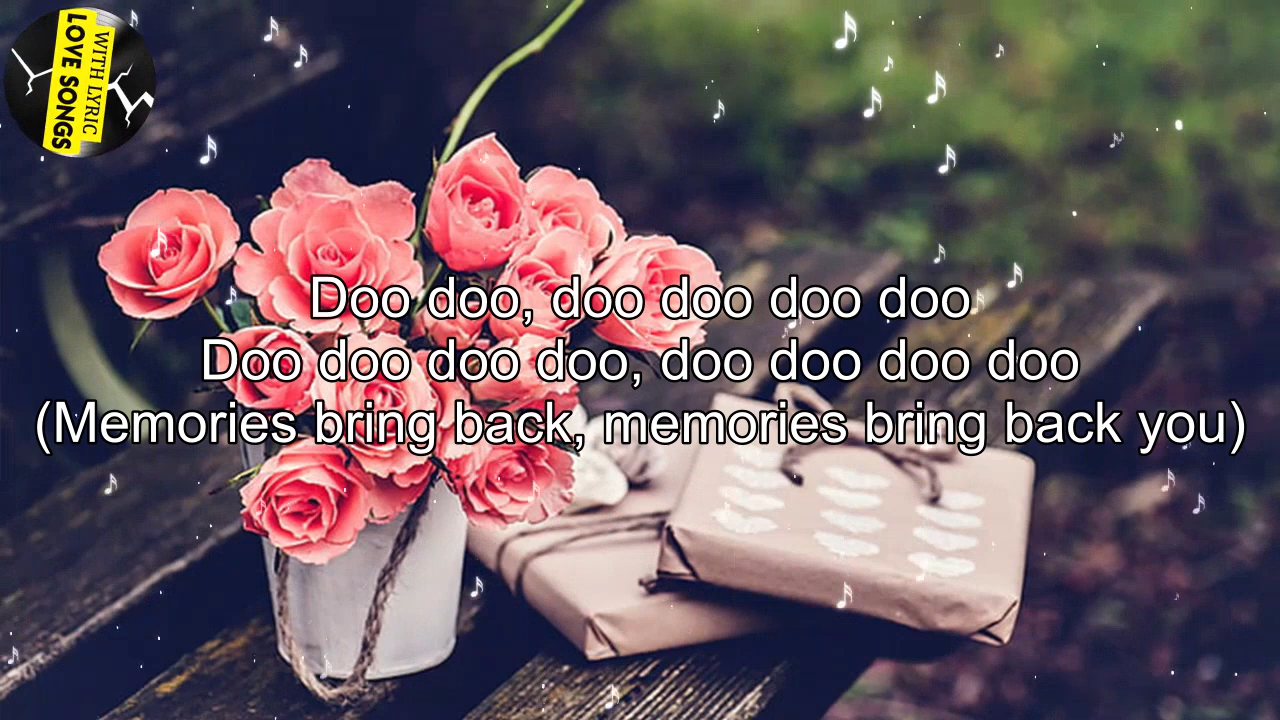 LOVE SONGS
WITH LYRIC
Doo doo, doo doo doo doo
Doo doo doo doo, doo doo doo doo
(Memories bring back, memories bring back you)